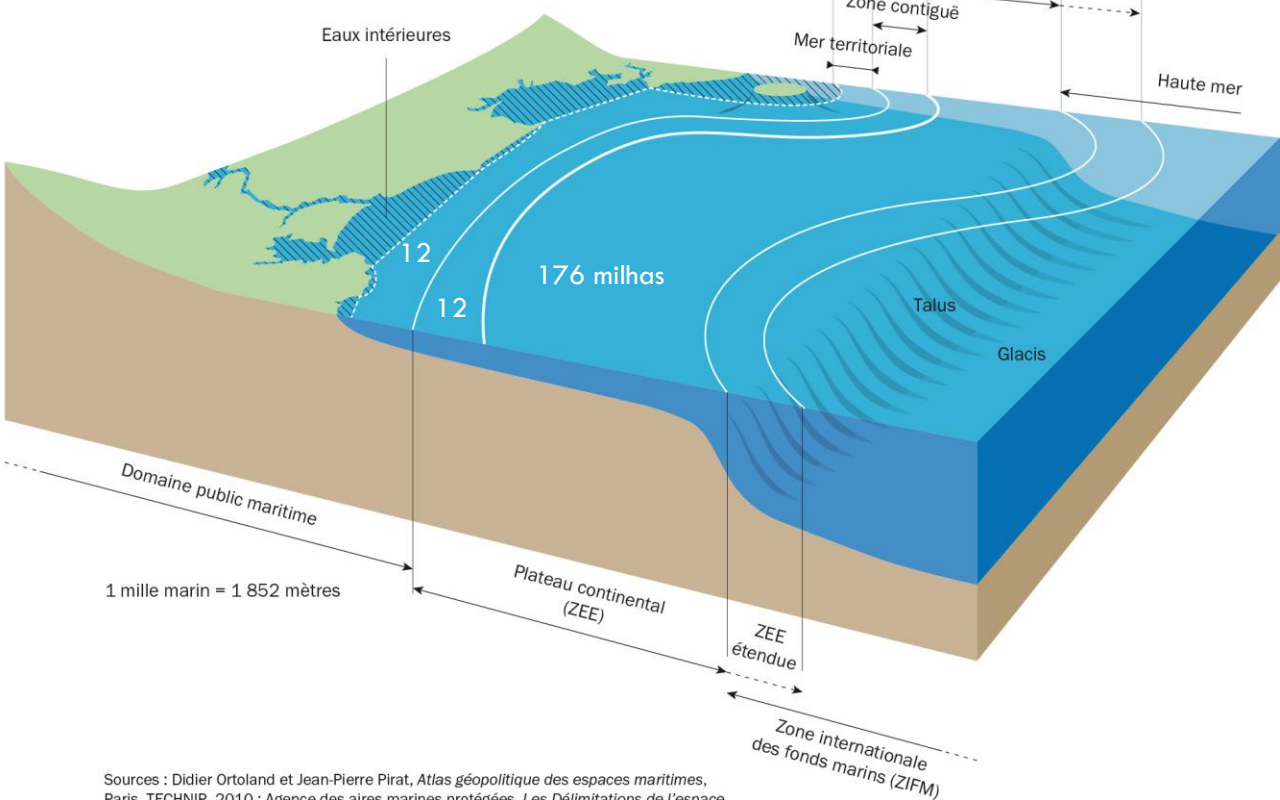 Zone contiguë
Eaux intérieures
Mer territoriale
Haute mer
12
176 milhas
12
Talus
Glacis
Domaine public maritime
1 mille marin = 1 852 mètres
Plateau continental
(ZEE)
ZEE
étendue
Zone internationale
des fonds marins (ZIFM)
Sources : Didier Ortoland et Jean-Pierre Pirat, Atlas géopolitique des espaces maritimes,
Paris, TECHNIP, 2010 ; Agence des aires marines protégées, Les Délimitations de l'espace